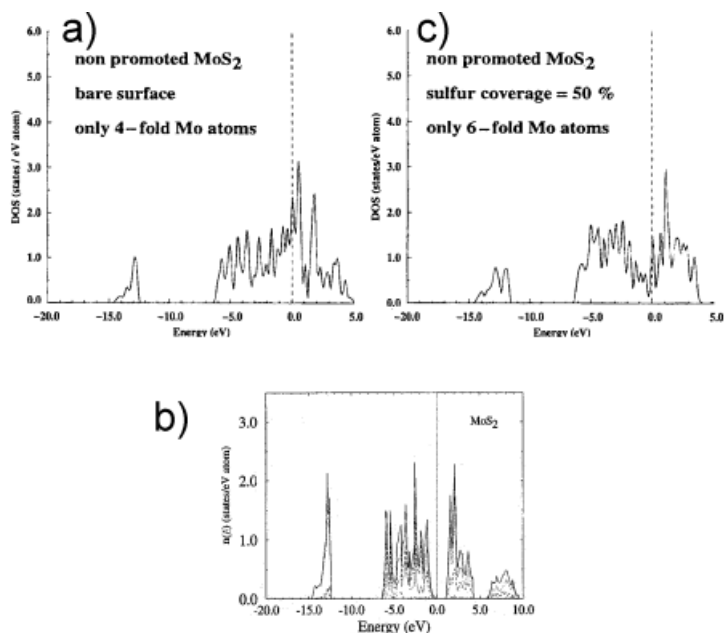 a)
6.0
5.0
4.0
3.0
2.0
1.0
0.0
DOS (states / eV atom)
non promoted MoS2
bare surface
only 4-fold Mo atoms
-20.0 -15.0 -10.0 -5.0 0.0 5.0
Energy (eV)
c)
6.0
5.0
4.0
3.0
2.0
1.0
0.0
DOS (states/eV atom)
non promoted MoS2
sulfur coverage = 50 %
only 6-fold Mo atoms
-20.0 -15.0 -10.0 -5.0 0.0 5.0
Energy (eV)
b)
3.0
2.0
1.0
0.0
n(E) (states/eV atom)
MoS2
-20.0 -15.0 -10.0 -5.0 0.0 5.0 10.0
Energy (eV)